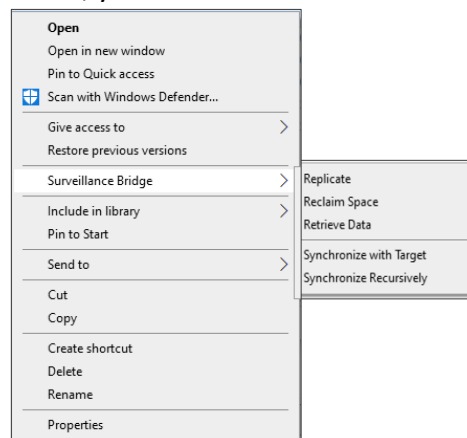 Open
Open in new window
Pin to Quick access
Scan with Windows Defender...
Give access to
Restore previous versions
Surveillance Bridge
Include in library
Pin to Start
Send to
Cut
Copy
Create shortcut
Delete
Rename
Properties
Replicate
Reclaim Space
Retrieve Data
Synchronize with Target
Synchronize Recursively